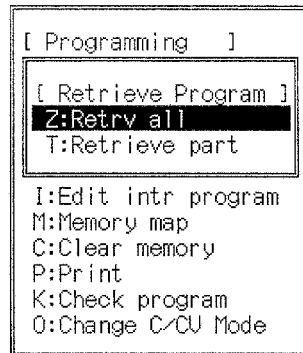 [ Programming ]
[ Retrieve Program ]
Z:Retrv all
T:Retrieve part
I:Edit intr program
M:Memory map
C:Clear memory
P:Print
K:Check program
O:Change C/CV Mode